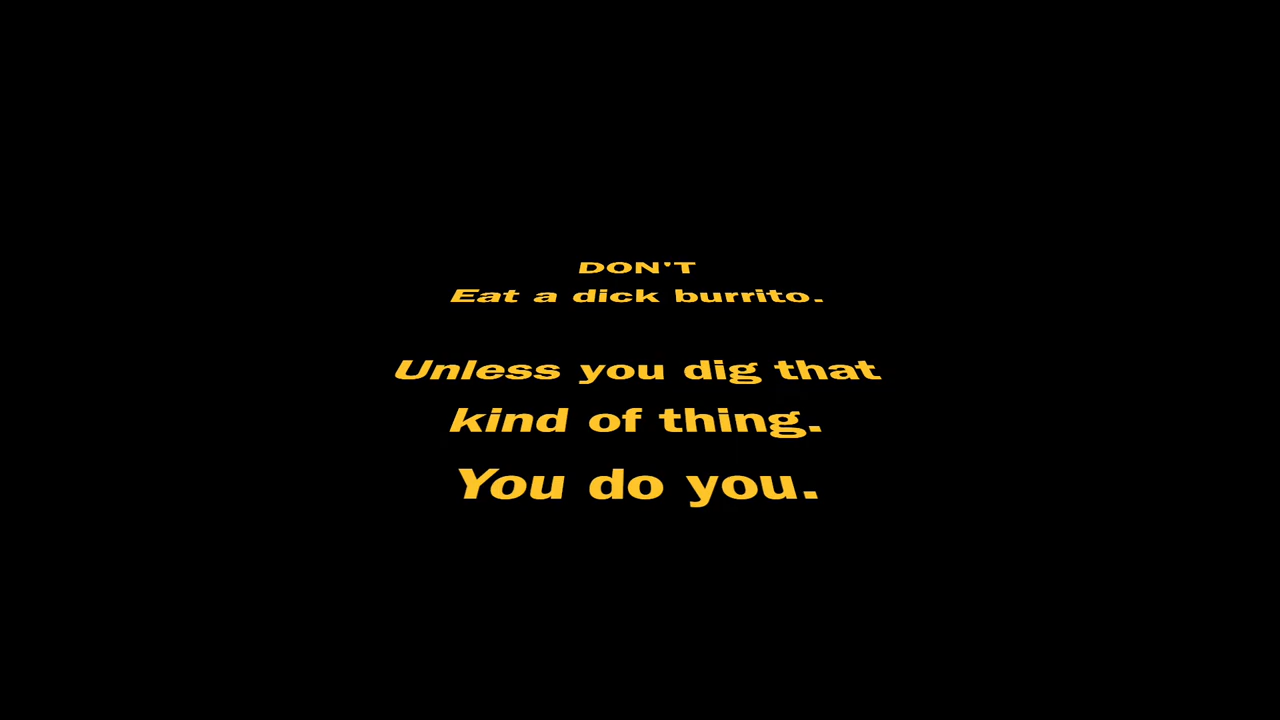 DON'T
Eat a dick burrito.
Unless you dig that
kind of thing.
You do you.